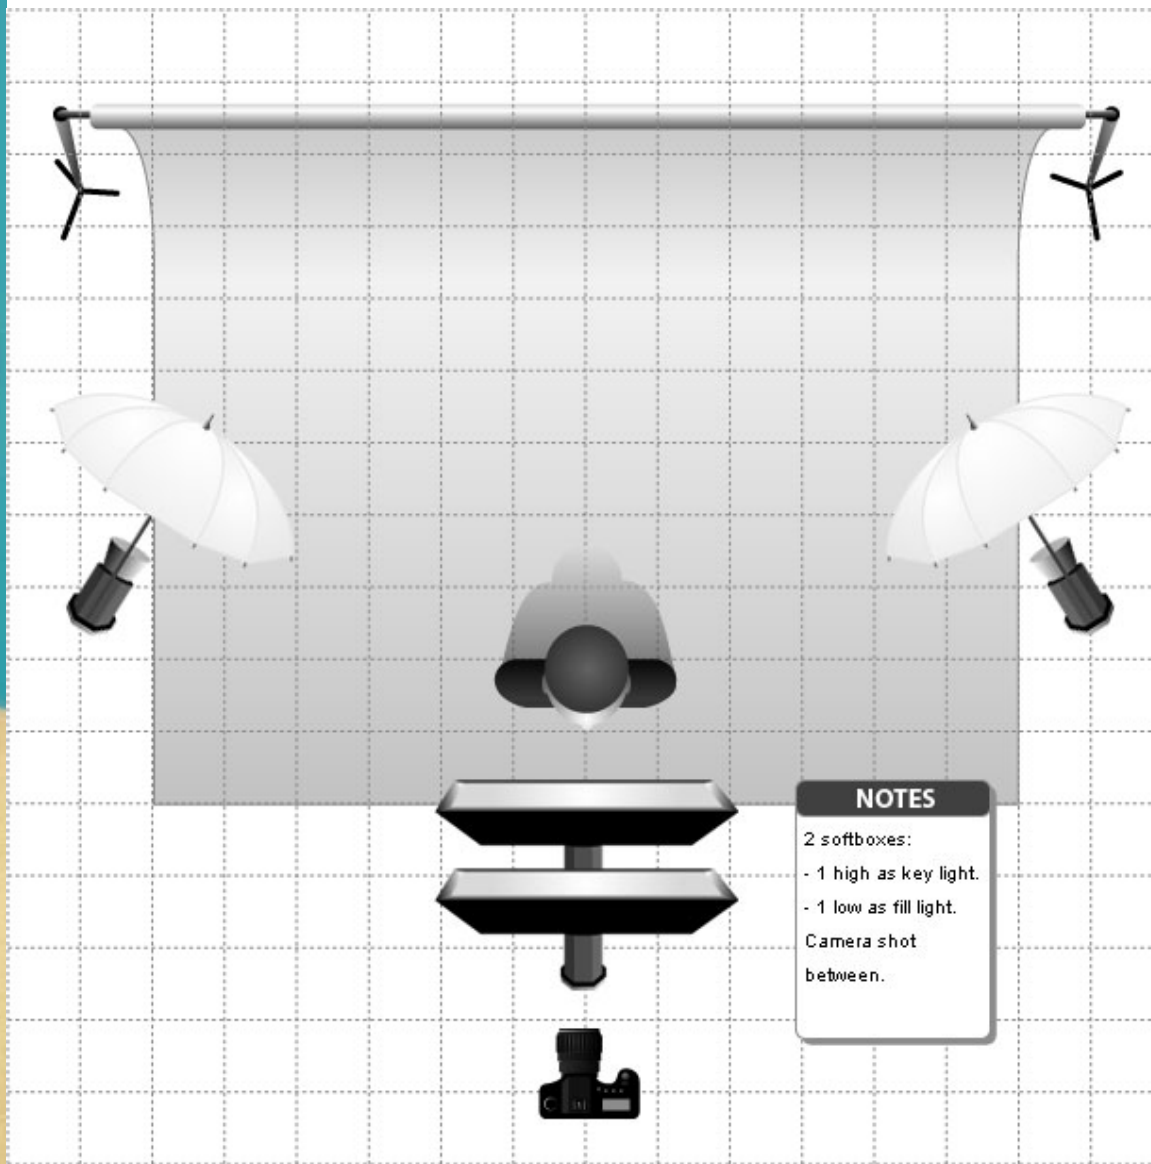 NOTES
2 softboxes:
- 1 high as key light.
- 1 low as fill light.
Camera shot
between.